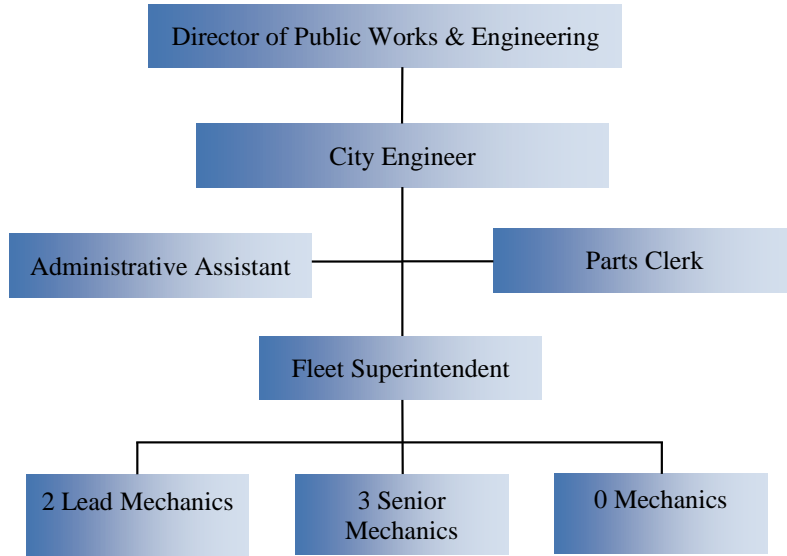 Director of Public Works & Engineering
City Engineer
Administrative Assistant
Parts Clerk
Fleet Superintendent
2 Lead Mechanics
3 Senior
Mechanics
0 Mechanics